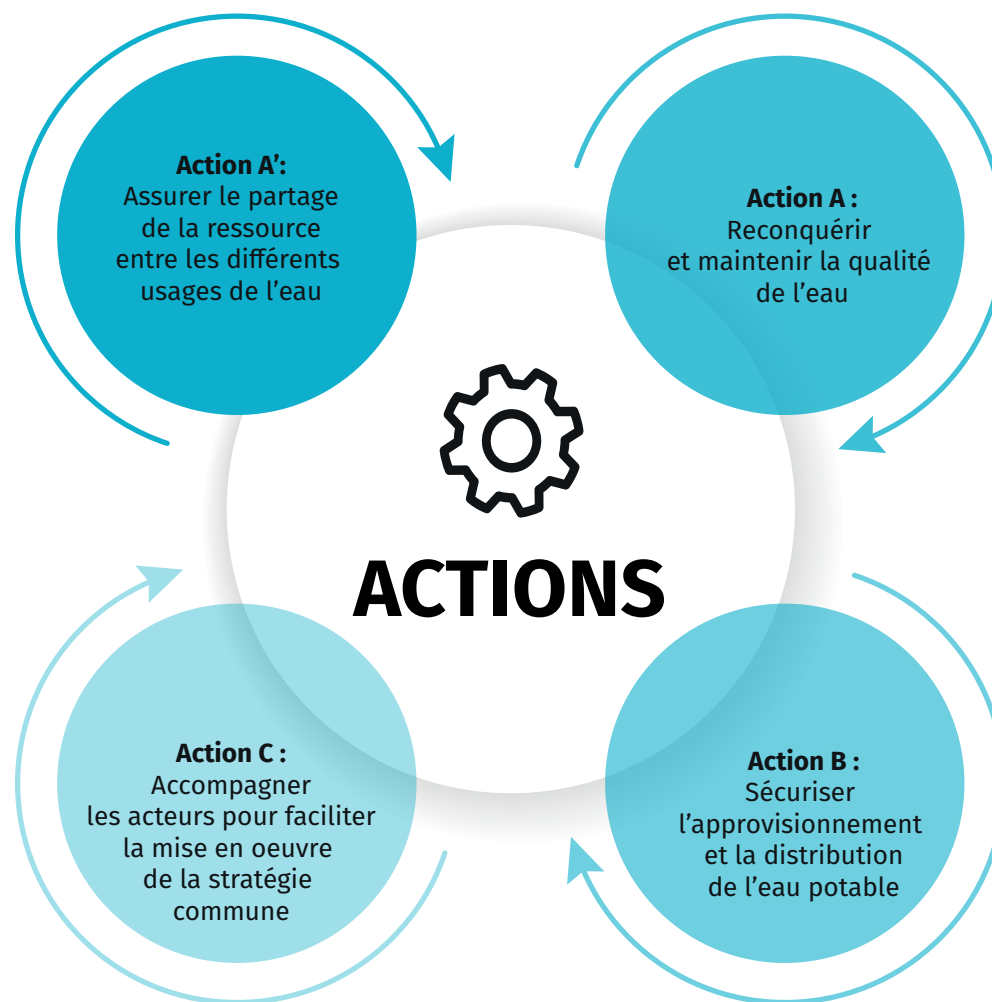 Action A’:
Assurer le partage
de la ressource
entre les différents
usages de l’eau
Action A :
Reconquérir
et maintenir la qualité
de l’eau
ACTIONS
Action C :
Accompagner
les acteurs pour faciliter
la mise en oeuvre
de la stratégie
commune
Action B :
Sécuriser
l’approvisionnement
et la distribution
de l’eau potable